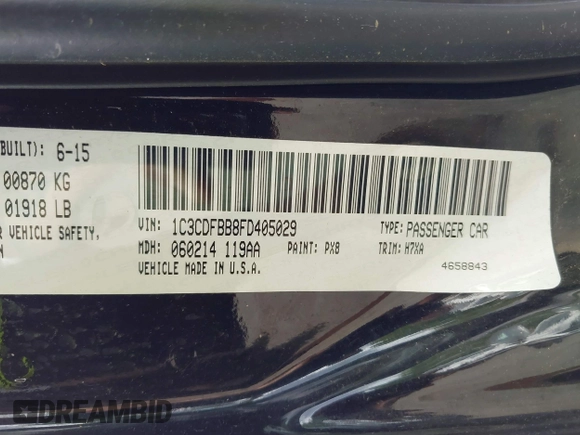 BUILT): 6-15
00870 KG
01918 LB
R VEHICLE SAFETY,
N
VIN: 1C3CDFBB8FD405029 TYPE: PASSENGER CAR
MDH: 060214 119AA PAINT: PX8 TRIM: H7XA
VEHICLE MADE IN U.S.A. 4658843
DREAMBID